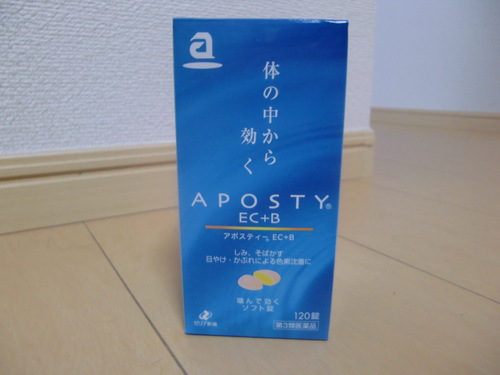 a
体の中から
効く
APOSTY®
EC+B
アポスティー® EC+B
しみ、そばかす
日やけ・かぶれによる色素沈着に
噛んで効く
ソフト錠
ゼリア新薬
120錠
第3類医薬品